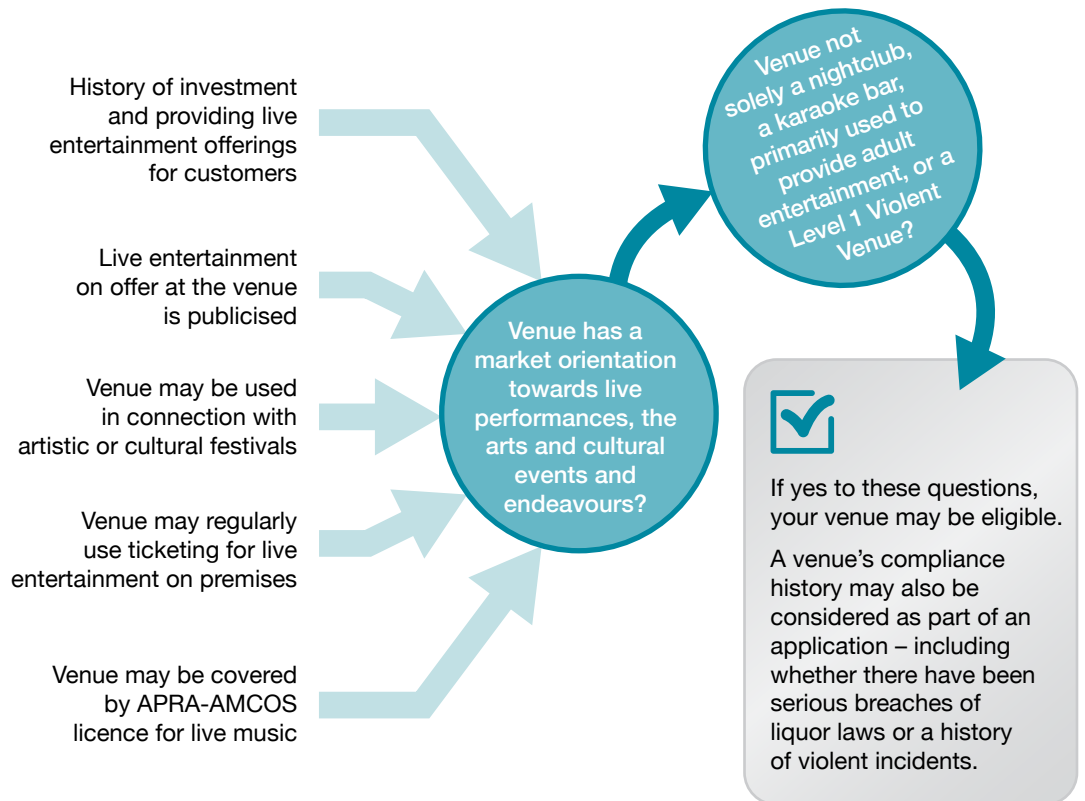 History of investment
and providing live
entertainment offerings
for customers
Live entertainment
on offer at the venue
is publicised
Venue may be used
in connection with
artistic or cultural festivals
Venue may regularly
use ticketing for live
entertainment on premises
Venue may be covered
by APRA-AMCOS
licence for live music
Venue has a
market orientation
towards live
performances, the
arts and cultural
events and
endeavours?
Venue not
solely a nightclub,
a karaoke bar,
primarily used to
provide adult
entertainment, or a
Level 1 Violent
Venue?
If yes to these questions,
your venue may be eligible.
A venue’s compliance
history may also be
considered as part of an
application – including
whether there have been
serious breaches of
liquor laws or a history
of violent incidents.